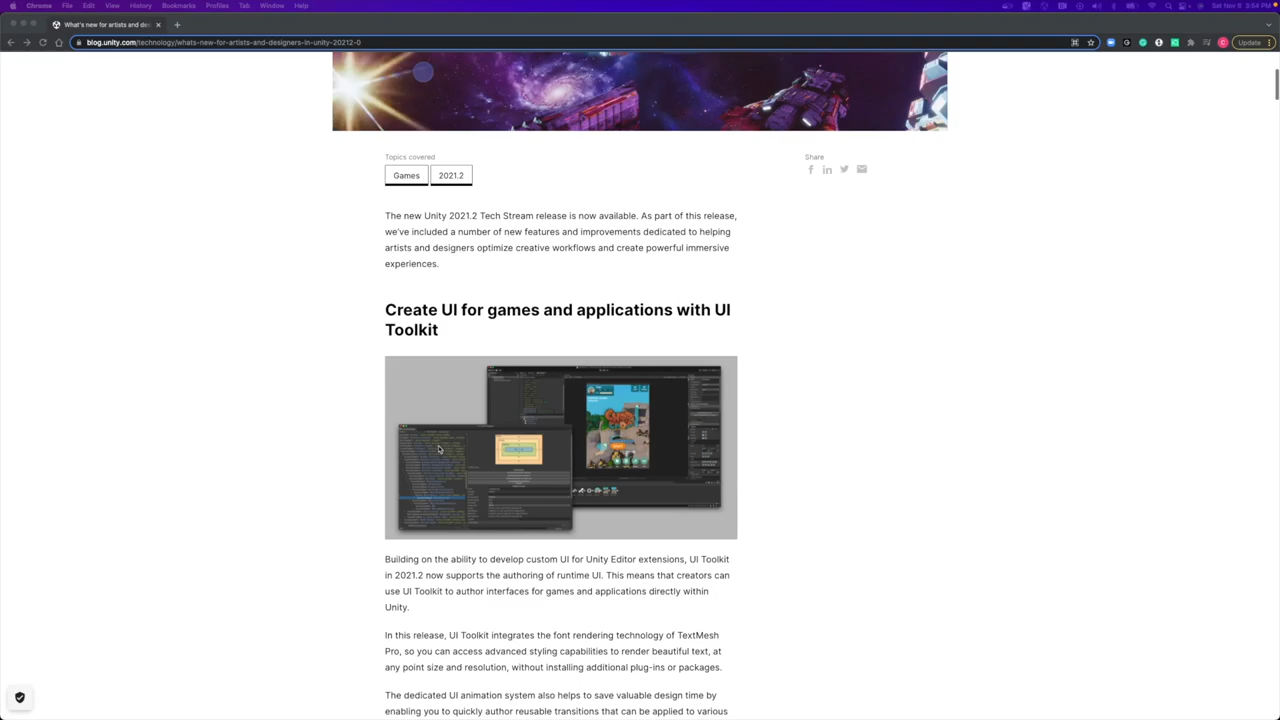 Chrome File Edit View History Bookmarks Profiles Tab Window Help
Sat Nov 6 3:54 PM
What's new for artists and des
blog.unity.com/technology/whats-new-for-artists-and-designers-in-unity-20212-0
Update
Topics covered
Share
Games
2021.2
The new Unity 2021.2 Tech Stream release is now available. As part of this release,
we've included a number of new features and improvements dedicated to helping
artists and designers optimize creative workflows and create powerful immersive
experiences.
Create UI for games and applications with UI
Toolkit
Building on the ability to develop custom UI for Unity Editor extensions, UI Toolkit
in 2021.2 now supports the authoring of runtime UI. This means that creators can
use UI Toolkit to author interfaces for games and applications directly within
Unity.
In this release, UI Toolkit integrates the font rendering technology of TextMesh
Pro, so you can access advanced styling capabilities to render beautiful text, at
any point size and resolution, without installing additional plug-ins or packages.
The dedicated UI animation system also helps to save valuable design time by
enabling you to quickly author reusable transitions that can be applied to various